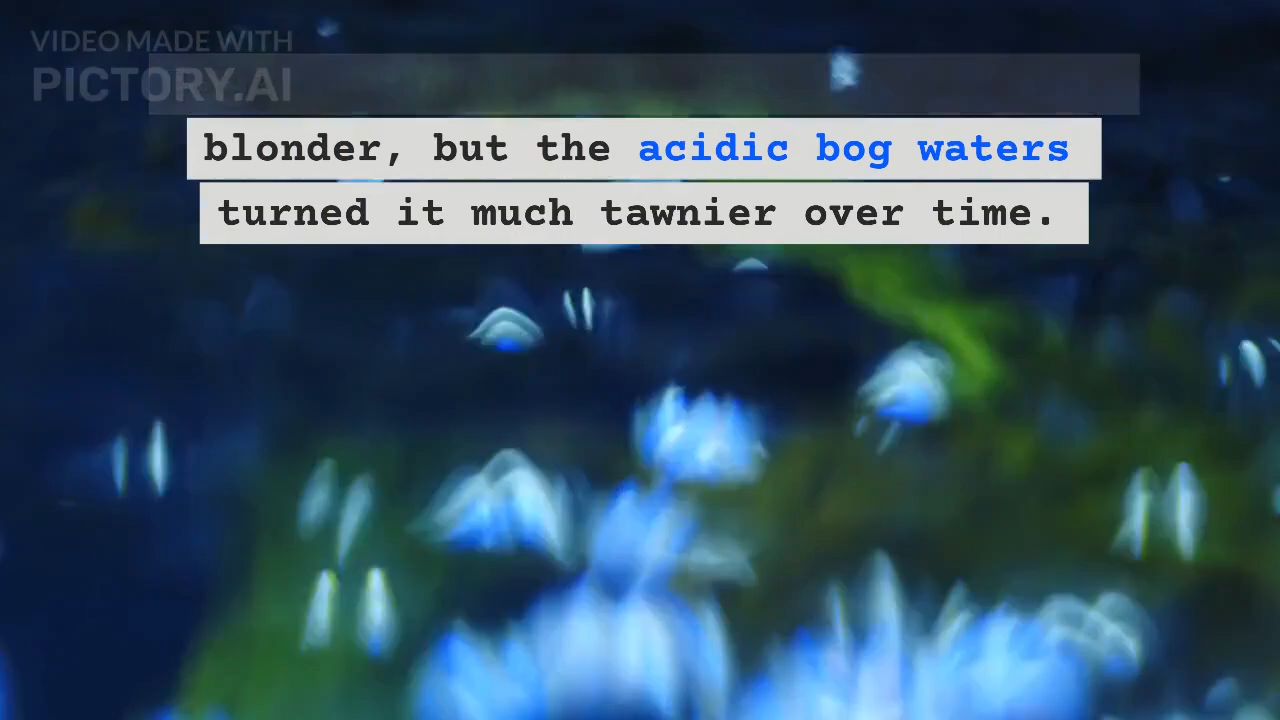 VIDEO MADE WITH
PICTORY.AI
blonder, but the acidic bog waters
turned it much tawnier over time.